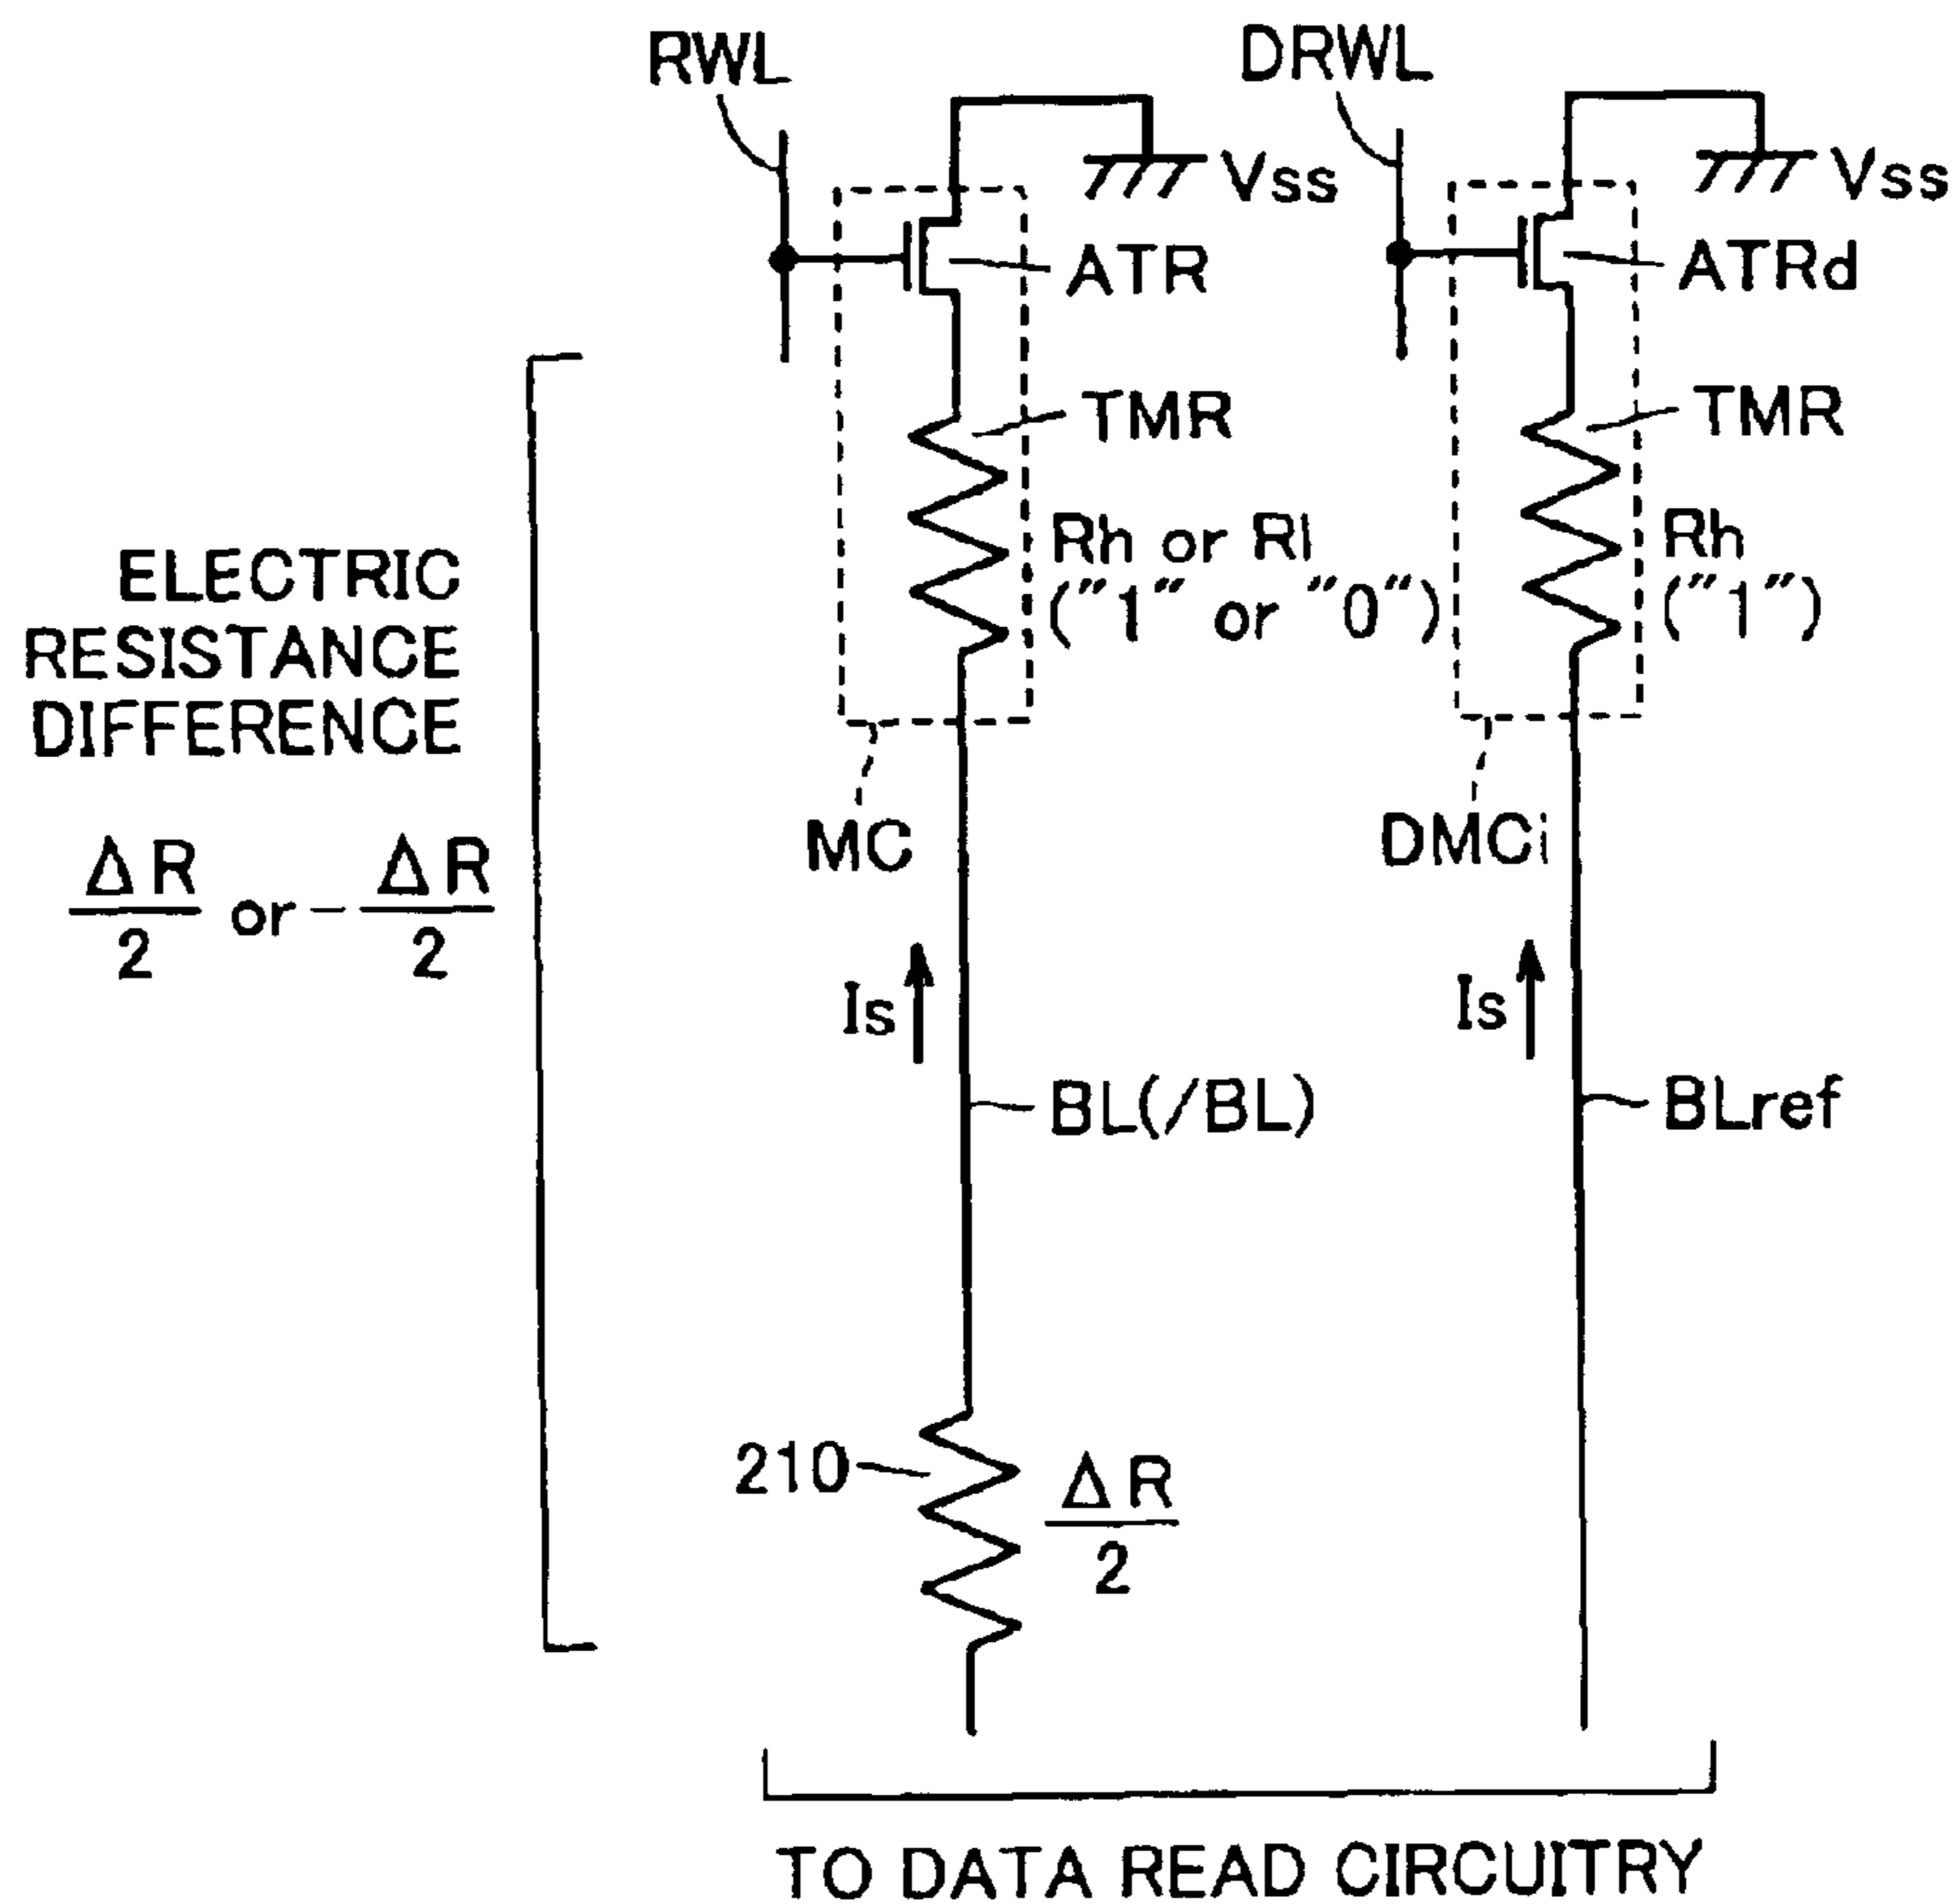 RWL
DRWL
Vss
Vss
ATR
ATRd
TMR
TMR
Rh or Rl
("1" or "0")
Rh
("1")
ELECTRIC
RESISTANCE
DIFFERENCE
ΔR/2 or -ΔR/2
MC
DMCi
Is
Is
BL(/BL)
BLref
210
ΔR/2
TO DATA READ CIRCUITRY